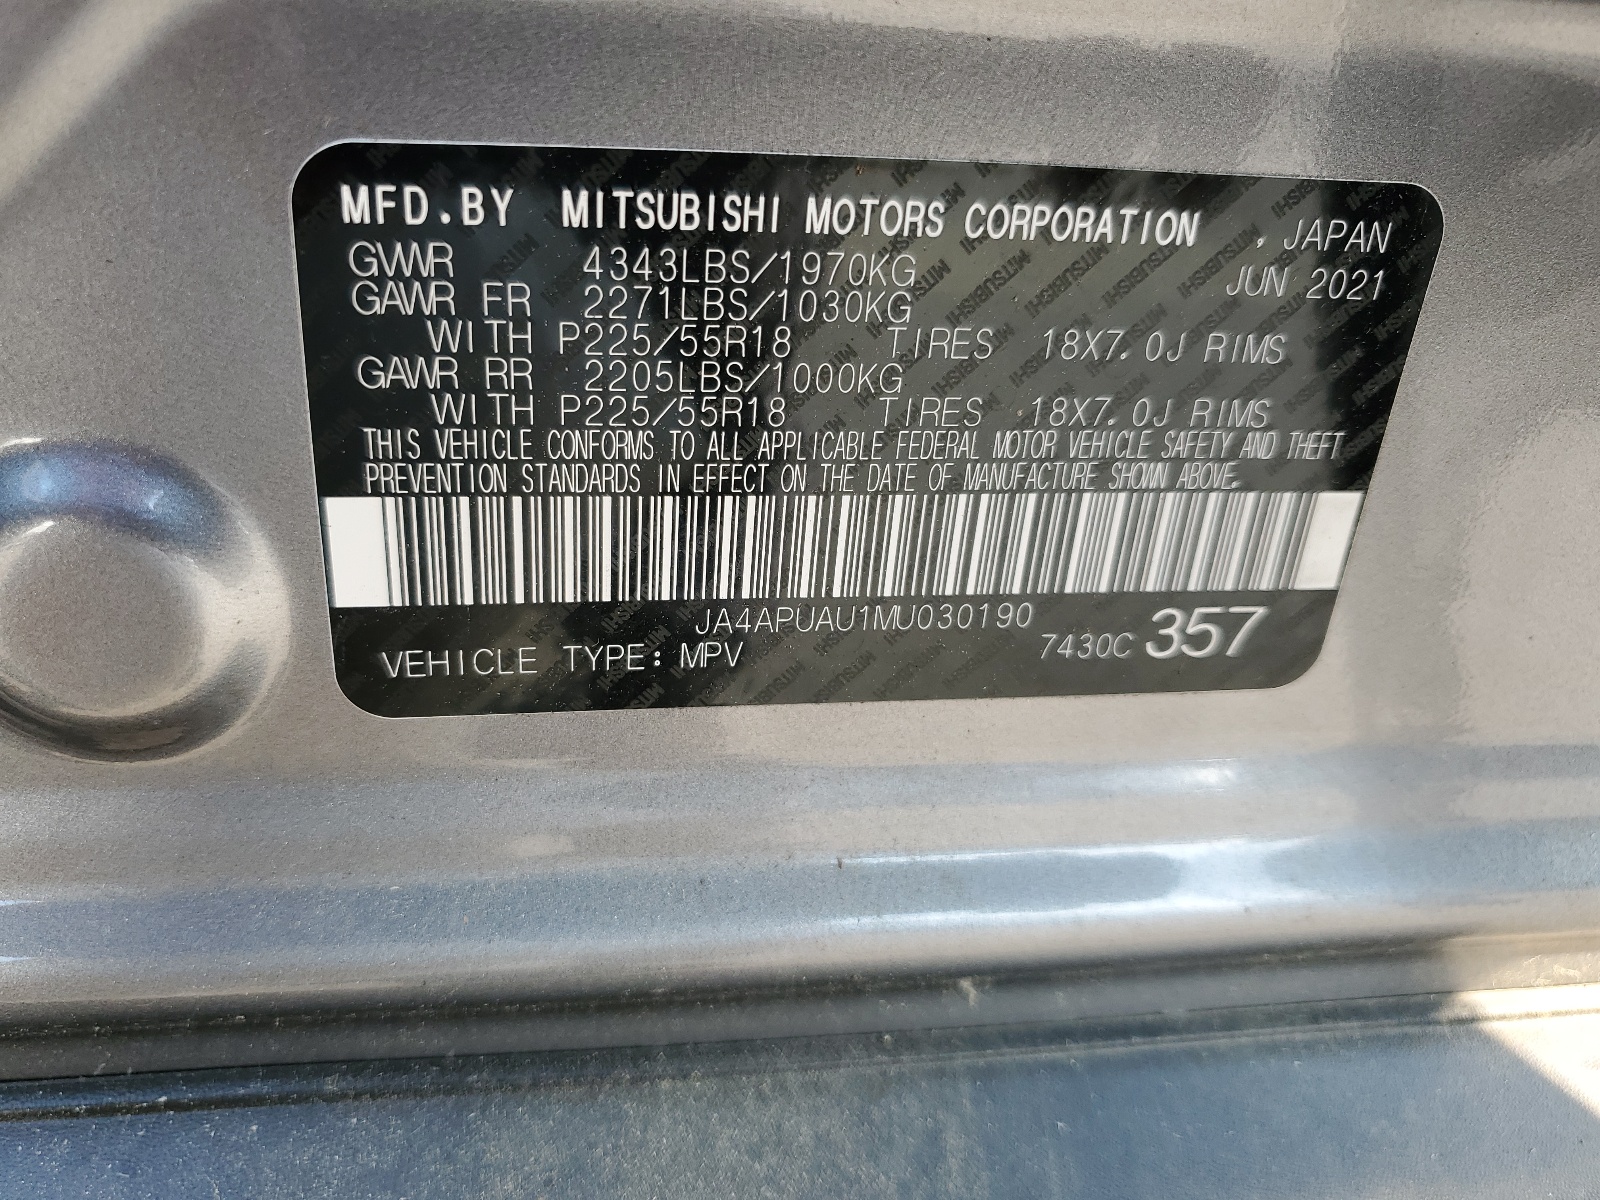 MFD.BY MITSUBISHI MOTORS CORPORATION , JAPAN
GVWR 4343LBS/1970KG JUN 2021
GAWR FR 2271LBS/1030KG
WITH P225/55R18 TIRES 18X7.0J RIMS
GAWR RR 2205LBS/1000KG
WITH P225/55R18 TIRES 18X7.0J RIMS
THIS VEHICLE CONFORMS TO ALL APPLICABLE FEDERAL MOTOR VEHICLE SAFETY AND THEFT
PREVENTION STANDARDS IN EFFECT ON THE DATE OF MANUFACTURE SHOWN ABOVE.
JA4APUAU1MU030190
VEHICLE TYPE: MPV 7430C 357